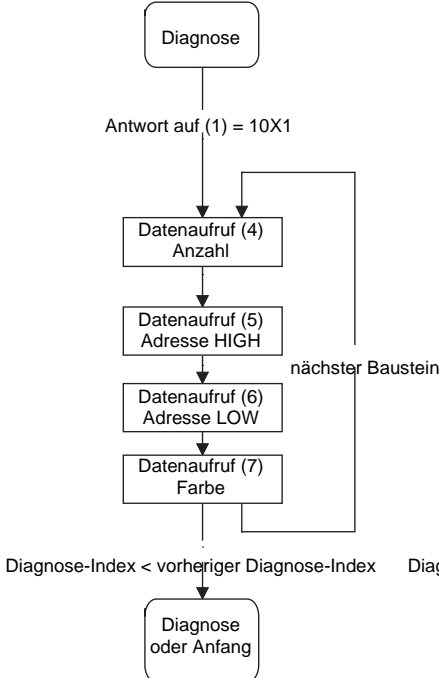 Diagnose
Antwort auf (1) = 10X1
Datenaufruf (4)
Anzahl
Datenaufruf (5)
Adresse HIGH
nächster Baustein
Datenaufruf (6)
Adresse LOW
Datenaufruf (7)
Farbe
Diagnose-Index < vorheriger Diagnose-Index
Diagnose
oder Anfang